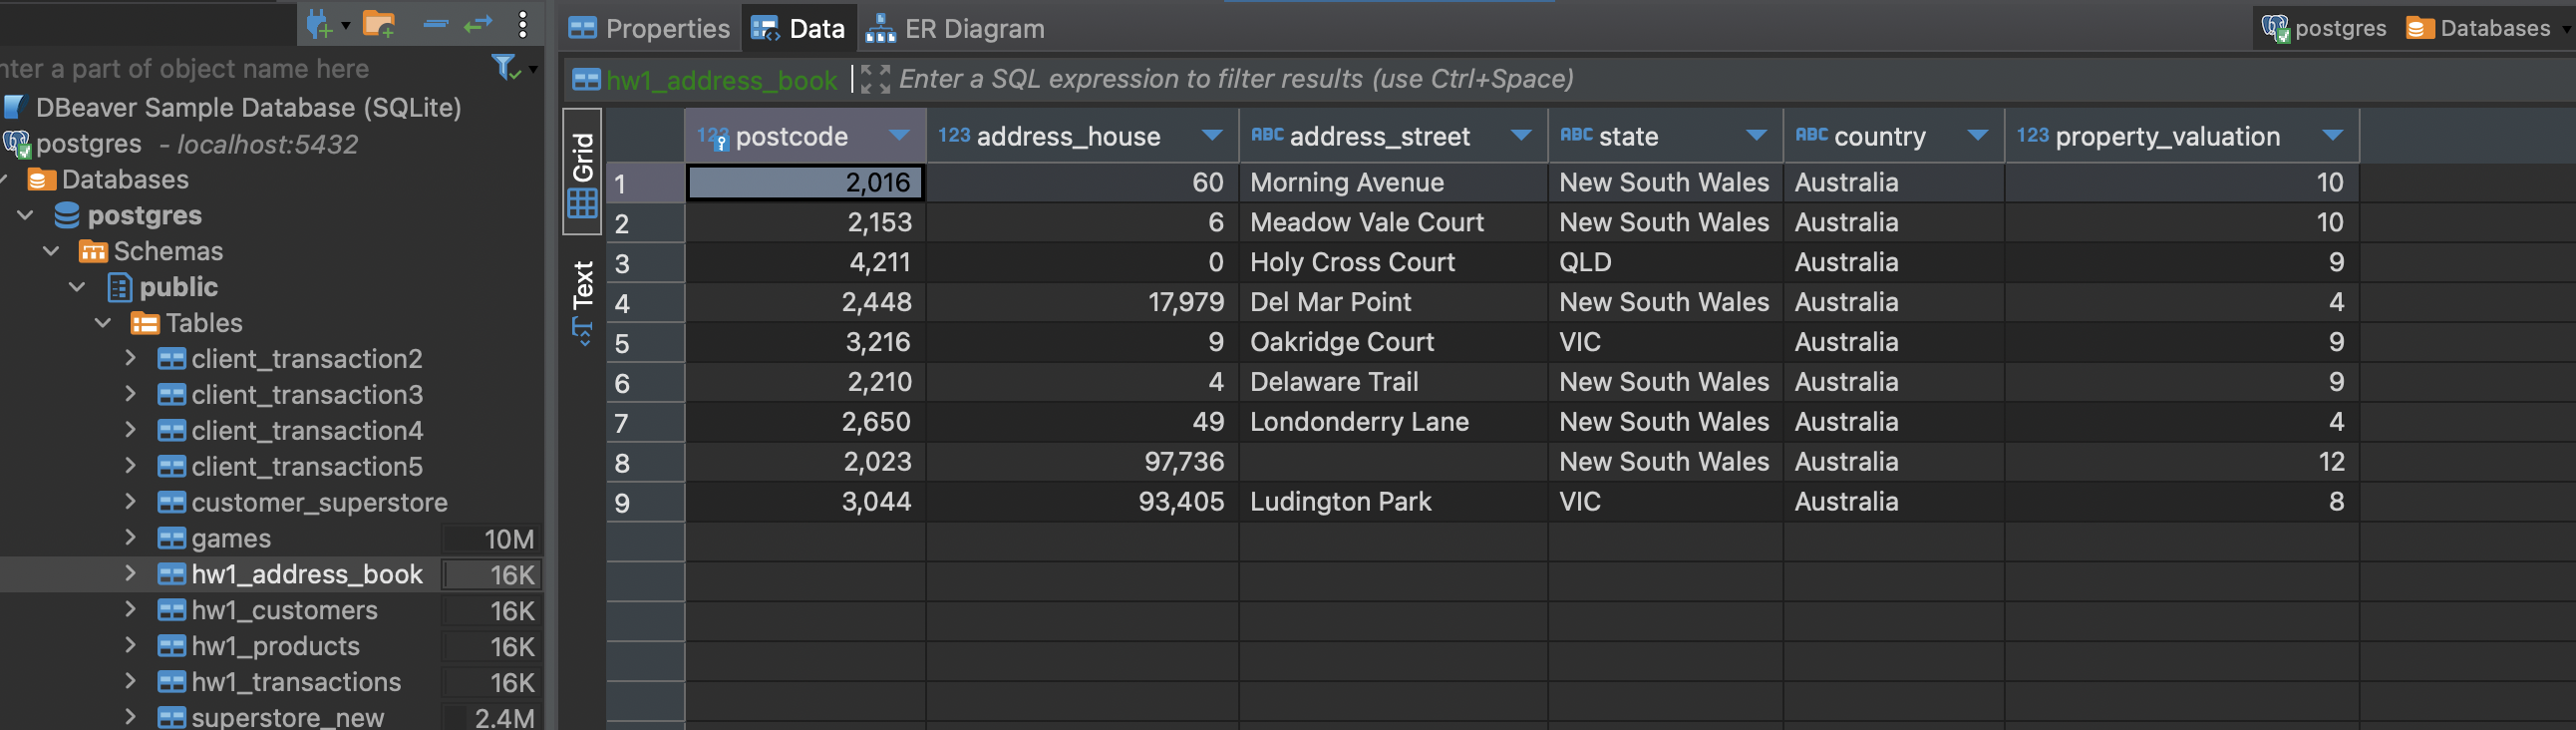 Properties Data ER Diagram postgres Databases
nter a part of object name here
hw1_address_book Enter a SQL expression to filter results (use Ctrl+Space)
DBeaver Sample Database (SQLite)
postgres - localhost:5432
Databases
postgres
Schemas
public
Tables
client_transaction2
client_transaction3
client_transaction4
client_transaction5
customer_superstore
games 10M
hw1_address_book 16K
hw1_customers 16K
hw1_products 16K
hw1_transactions 16K
superstore_new 2.4M
Grid
Text
123 postcode 123 address_house ABC address_street ABC state ABC country 123 property_valuation
1 2,016 60 Morning Avenue New South Wales Australia 10
2 2,153 6 Meadow Vale Court New South Wales Australia 10
3 4,211 0 Holy Cross Court QLD Australia 9
4 2,448 17,979 Del Mar Point New South Wales Australia 4
5 3,216 9 Oakridge Court VIC Australia 9
6 2,210 4 Delaware Trail New South Wales Australia 9
7 2,650 49 Londonderry Lane New South Wales Australia 4
8 2,023 97,736 New South Wales Australia 12
9 3,044 93,405 Ludington Park VIC Australia 8